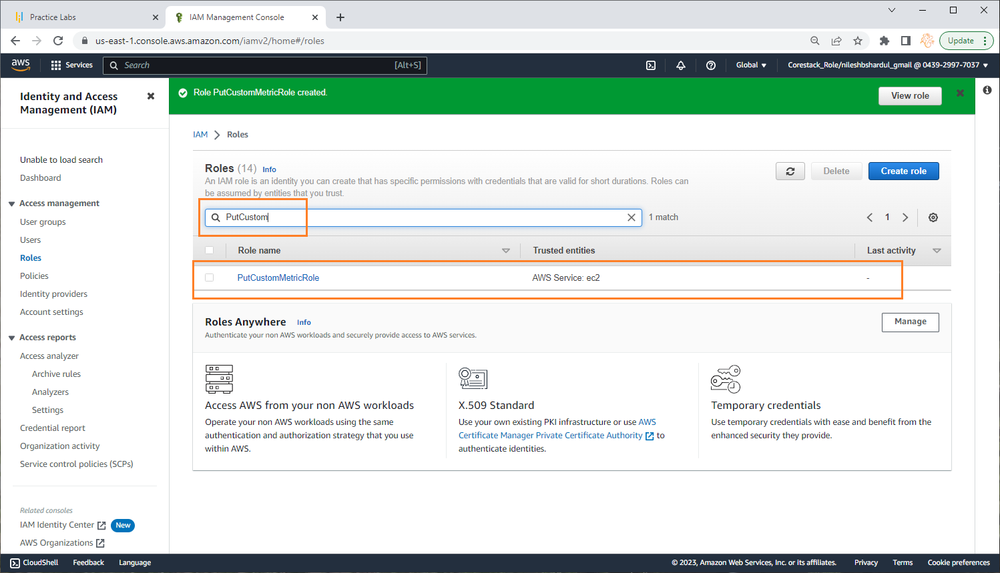 Practice Labs
IAM Management Console
us-east-1.console.aws.amazon.com/iamv2/home#/roles
Update
aws
Services
Search
[Alt+S]
Global
Corestack_Role/nileshbshardul_gmail @ 0439-2997-7037
Identity and Access
Management (IAM)
Unable to load search
Dashboard
Access management
User groups
Users
Roles
Policies
Identity providers
Account settings
Access reports
Access analyzer
Archive rules
Analyzers
Settings
Credential report
Organization activity
Service control policies (SCPs)
Related consoles
IAM Identity Center New
AWS Organizations
Role PutCustomMetricRole created.
View role
IAM > Roles
Roles (14) Info
An IAM role is an identity you can create that has specific permissions with credentials that are valid for short durations. Roles can
be assumed by entities that you trust.
Delete
Create role
PutCustom
1 match
1
Role name
Trusted entities
Last activity
PutCustomMetricRole
AWS Service: ec2
-
Roles Anywhere Info
Authenticate your non AWS workloads and securely provide access to AWS services.
Manage
Access AWS from your non AWS workloads
Operate your non AWS workloads using the same
authentication and authorization strategy that you use
within AWS.
X.509 Standard
Use your own existing PKI infrastructure or use AWS
Certificate Manager Private Certificate Authority to
authenticate identities.
Temporary credentials
Use temporary credentials with ease and benefit from the
enhanced security they provide.
CloudShell
Feedback
Language
© 2023, Amazon Web Services, Inc. or its affiliates.
Privacy
Terms
Cookie preferences